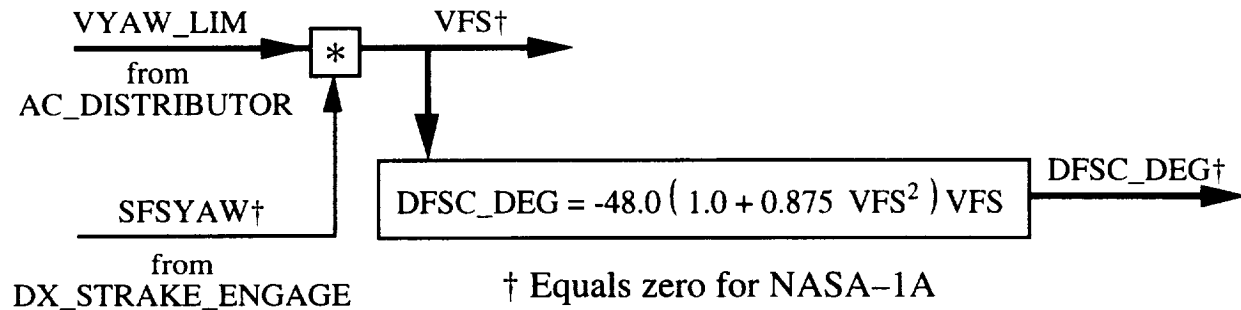 VYAW_LIM
from
AC_DISTRIBUTOR
*
VFS†
SFSYAW†
from
DX_STRAKE_ENGAGE
DFSC_DEG = -48.0 ( 1.0 + 0.875 VFS² ) VFS
DFSC_DEG†
† Equals zero for NASA–1A